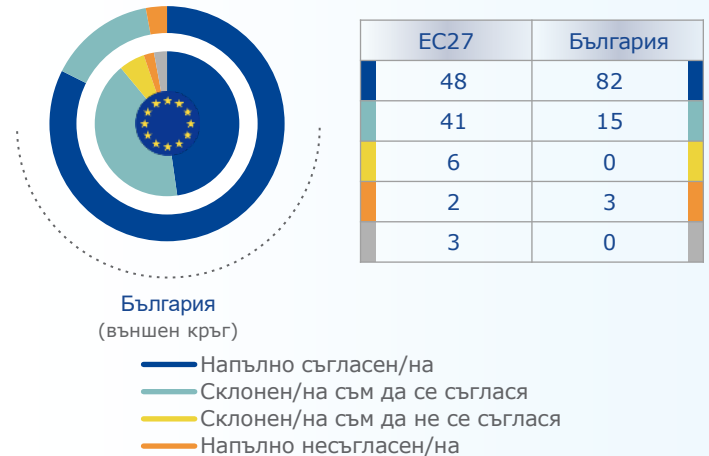 ЕС27 България
48 82
41 15
6 0
2 3
3 0
България
(външен кръг)
Напълно съгласен/на
Склонен/на съм да се съглася
Склонен/на съм да не се съглася
Напълно несъгласен/на